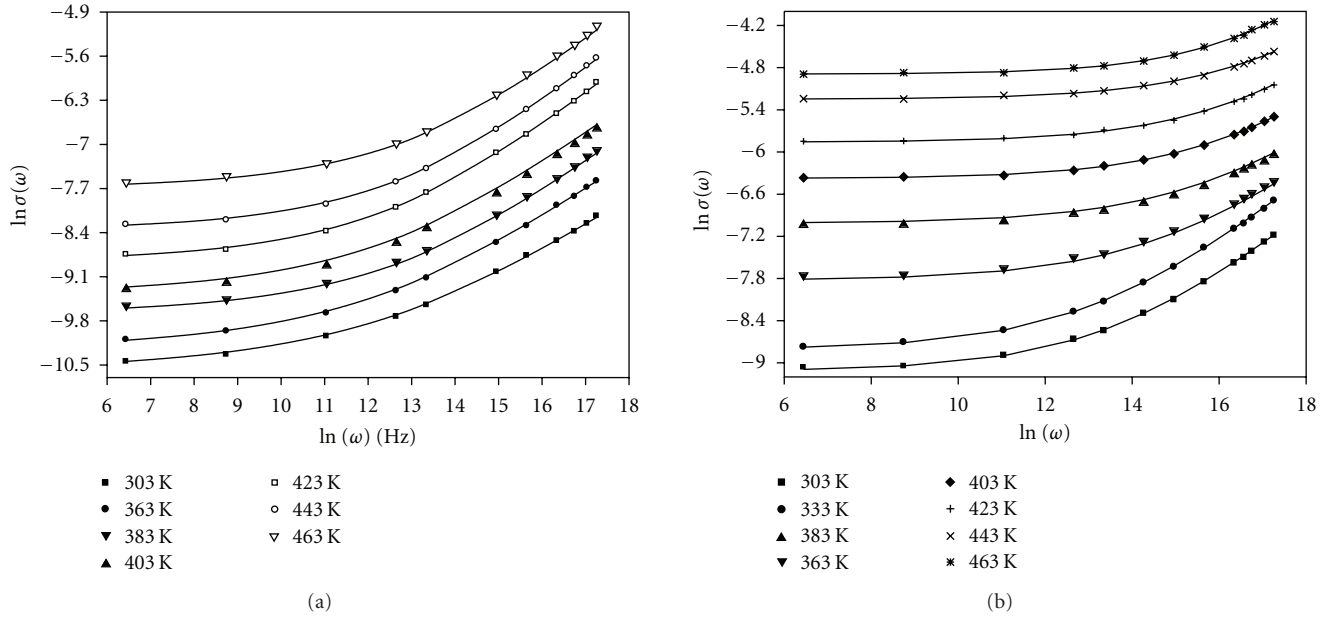 −4.9
−5.6
−6.3
−7
−7.7
−8.4
−9.1
−9.8
−10.5
ln σ(ω)
6 7 8 9 10 11 12 13 14 15 16 17 18
ln (ω) (Hz)
303 K
363 K
383 K
403 K
423 K
443 K
463 K
(a)
−4.2
−4.8
−5.4
−6
−6.6
−7.2
−7.8
−8.4
−9
ln σ(ω)
6 8 10 12 14 16 18
ln (ω)
303 K
333 K
383 K
363 K
403 K
423 K
443 K
463 K
(b)